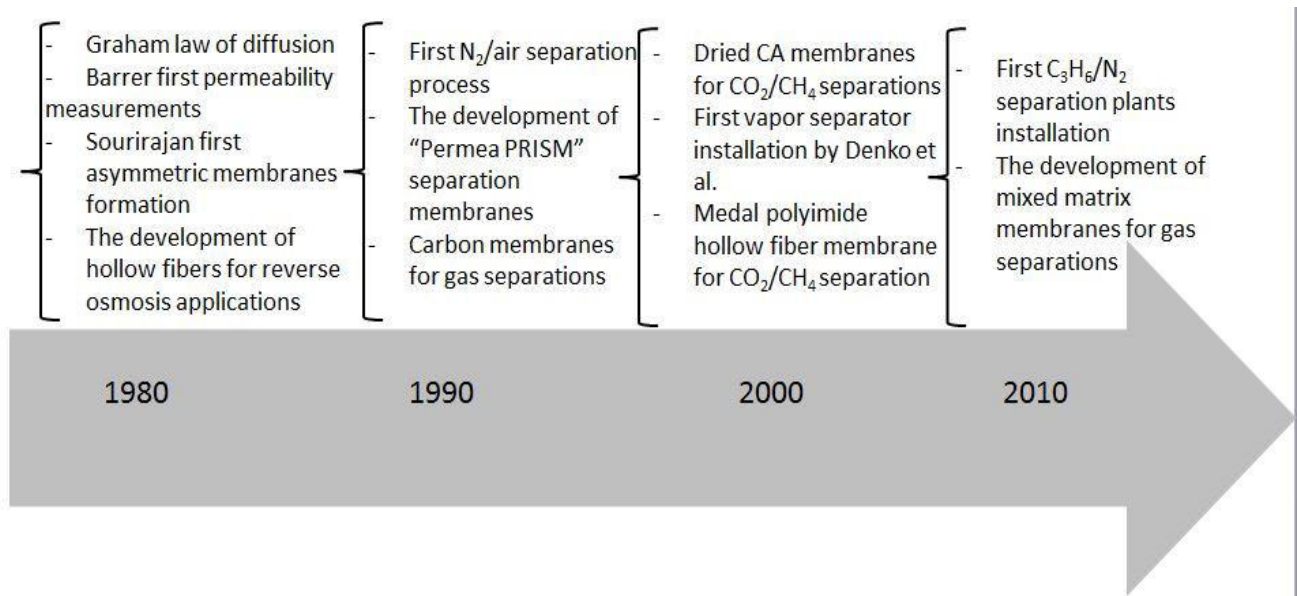 - Graham law of diffusion
- Barrer first permeability
measurements
- Sourirajan first
asymmetric membranes
formation
- The development of
hollow fibers for reverse
osmosis applications
- First N₂/air separation
process
- The development of
“Permea PRISM”
separation
membranes
- Carbon membranes
for gas separations
- Dried CA membranes
for CO₂/CH₄ separations
- First vapor separator
installation by Denko et
al.
- Medal polyimide
hollow fiber membrane
for CO₂/CH₄ separation
- First C₃H₆/N₂
separation plants
installation
- The development of
mixed matrix
membranes for gas
separations
1980
1990
2000
2010